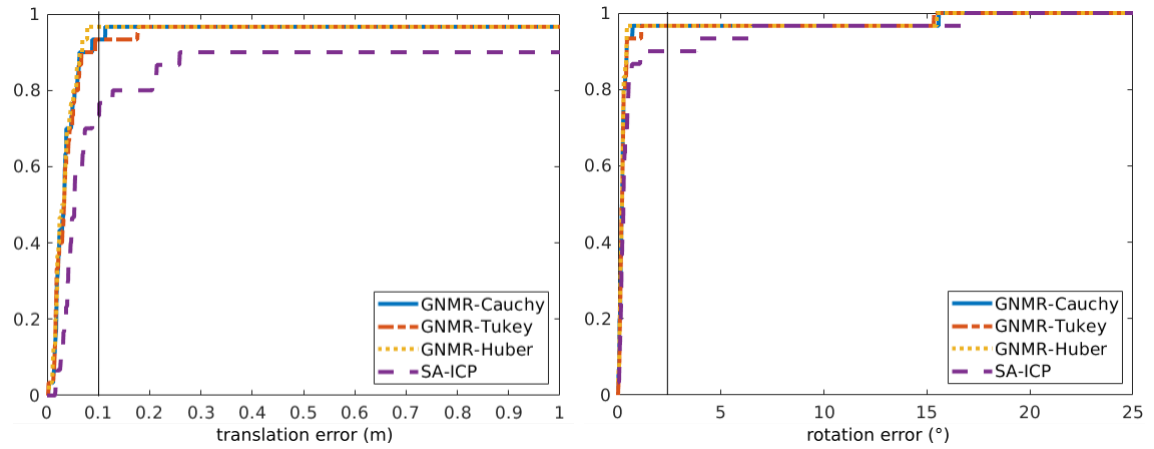 1
0.8
0.6
0.4
0.2
0
0 0.1 0.2 0.3 0.4 0.5 0.6 0.7 0.8 0.9 1
translation error (m)
GNMR-Cauchy
GNMR-Tukey
GNMR-Huber
SA-ICP
1
0.8
0.6
0.4
0.2
0
0 5 10 15 20 25
rotation error (°)
GNMR-Cauchy
GNMR-Tukey
GNMR-Huber
SA-ICP